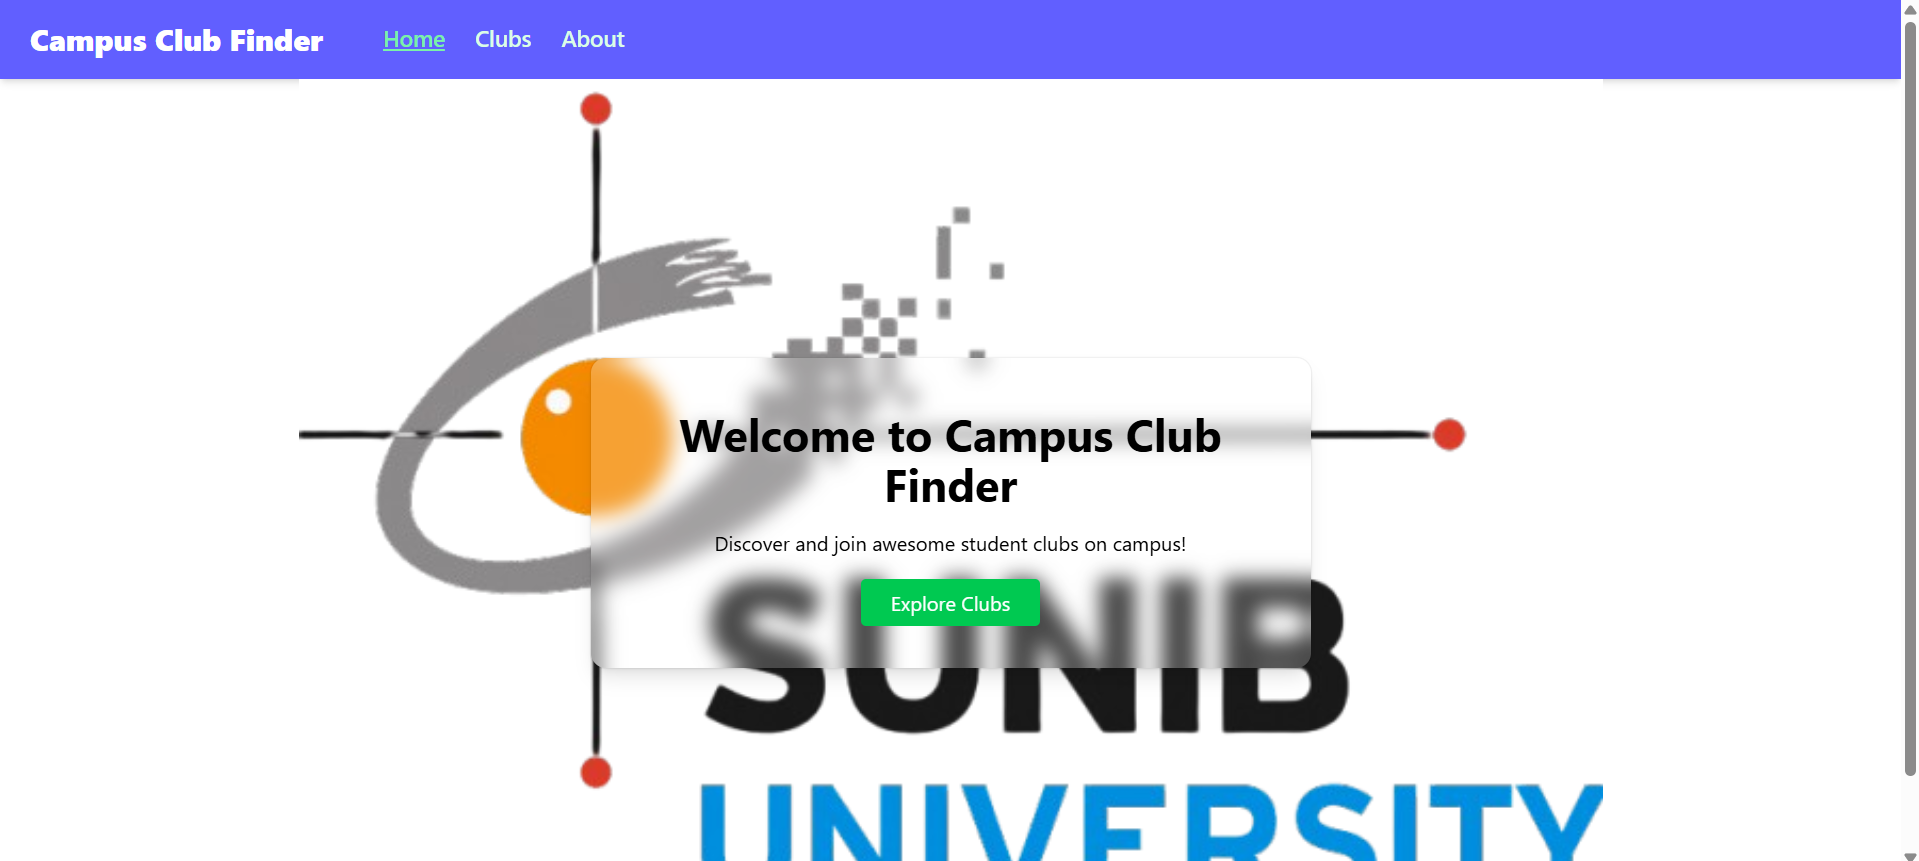 Campus Club Finder
Home
Clubs
About
Welcome to Campus Club
Finder
Discover and join awesome student clubs on campus!
Explore Clubs
SUNIB
UNIVERSITY